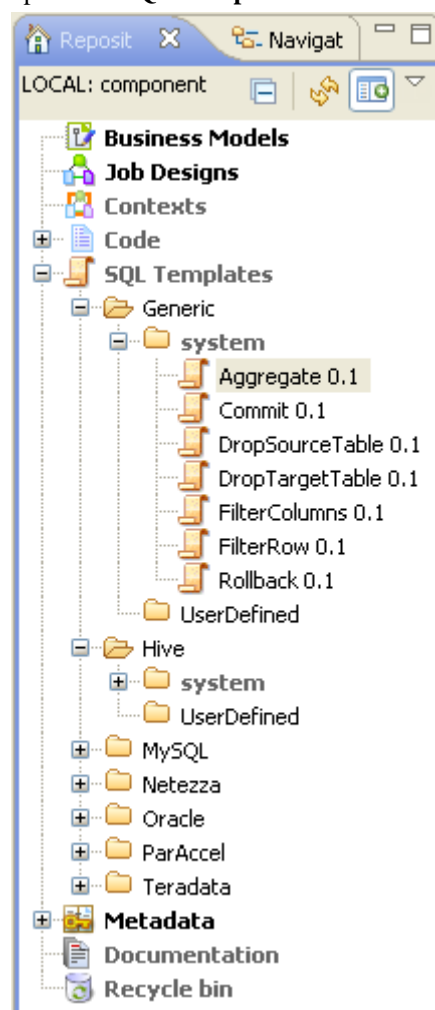 Reposit Navigat
LOCAL: component
Business Models
Job Designs
Contexts
Code
SQL Templates
Generic
system
Aggregate 0.1
Commit 0.1
DropSourceTable 0.1
DropTargetTable 0.1
FilterColumns 0.1
FilterRow 0.1
Rollback 0.1
UserDefined
Hive
system
UserDefined
MySQL
Netezza
Oracle
ParAccel
Teradata
Metadata
Documentation
Recycle bin